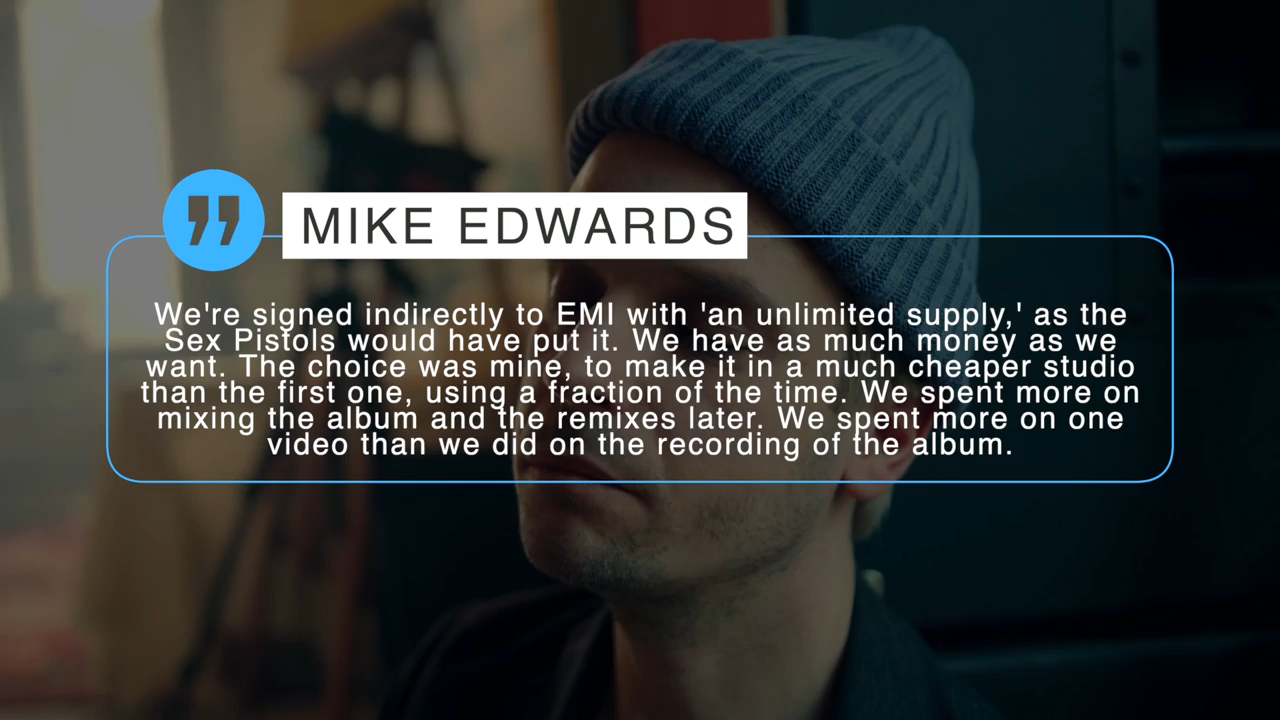 MIKE EDWARDS
We're signed indirectly to EMI with 'an unlimited supply,' as the
Sex Pistols would have put it. We have as much money as we
want. The choice was mine, to make it in a much cheaper studio
than the first one, using a fraction of the time. We spent more on
mixing the album and the remixes later. We spent more on one
video than we did on the recording of the album.